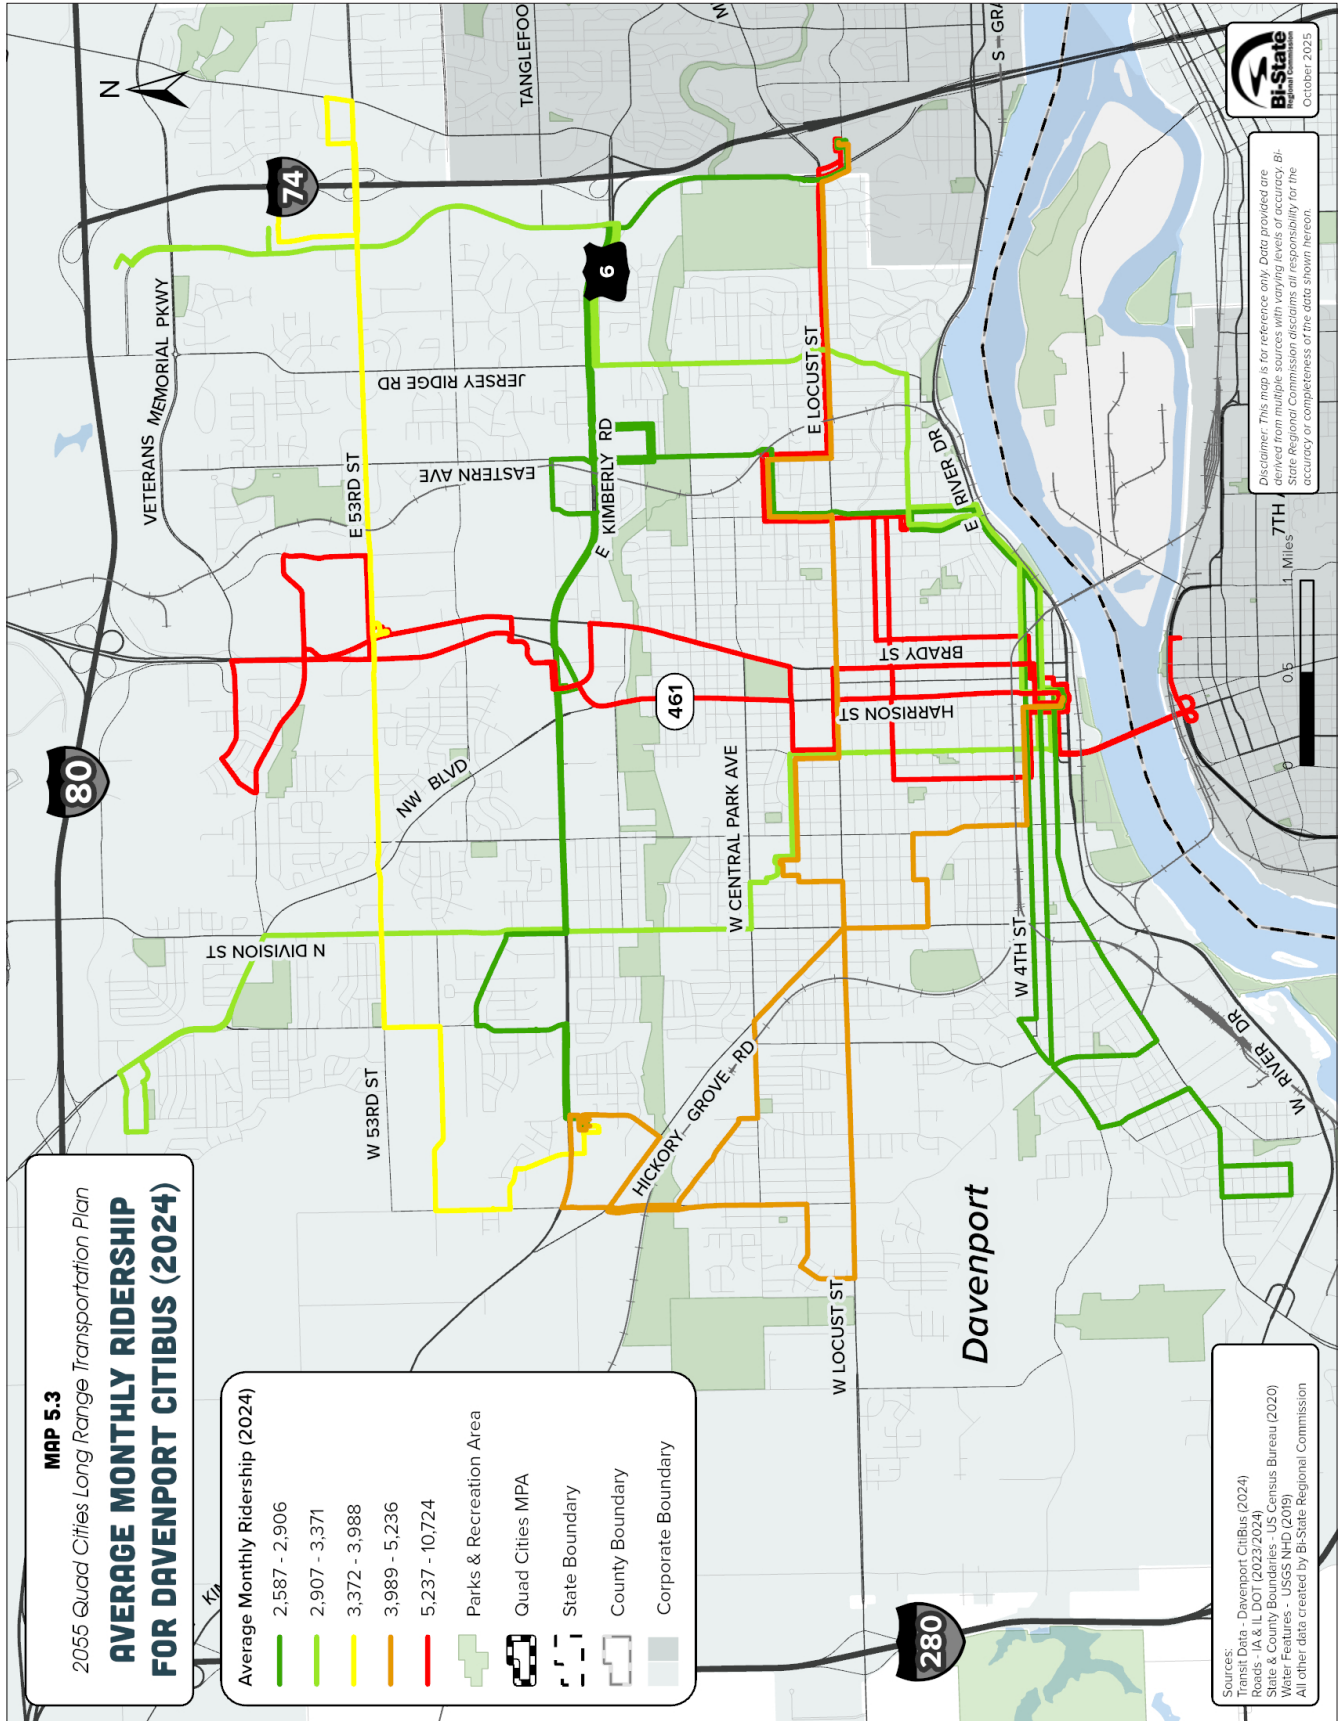 MAP 5.3
2055 Quad Cities Long Range Transportation Plan
AVERAGE MONTHLY RIDERSHIP
FOR DAVENPORT CITIBUS (2024)
Average Monthly Ridership (2024)
2,587 - 2,906
2,907 - 3,371
3,372 - 3,988
3,989 - 5,236
5,237 - 10,724
Parks & Recreation Area
Quad Cities MPA
State Boundary
County Boundary
Corporate Boundary
Sources:
Transit Data - Davenport CitiBus (2024)
Roads - IA & IL DOT (2023/2024)
State & County Boundaries - US Census Bureau (2020)
Water Features - USGS NHD (2019)
All other data created by Bi-State Regional Commission
N
80
74
6
461
280
VETERANS MEMORIAL PKWY
TANGLEFOO
JERSEY RIDGE RD
E 53RD ST
EASTERN AVE
E KIMBERLY RD
E LOCUST ST
E RIVER DR
NW BLVD
BRADY ST
HARRISON ST
N DIVISION ST
W CENTRAL PARK AVE
W 4TH ST
W 53RD ST
HICKORY GROVE RD
W RIVER DR
W LOCUST ST
Davenport
S GRA
7TH A
0 0.5 1 Miles
Disclaimer: This map is for reference only. Data provided are
derived from multiple sources with varying levels of accuracy. Bi-
State Regional Commission disclaims all responsibility for the
accuracy or completeness of the data shown hereon.
Bi-State
Regional Commission
October 2025